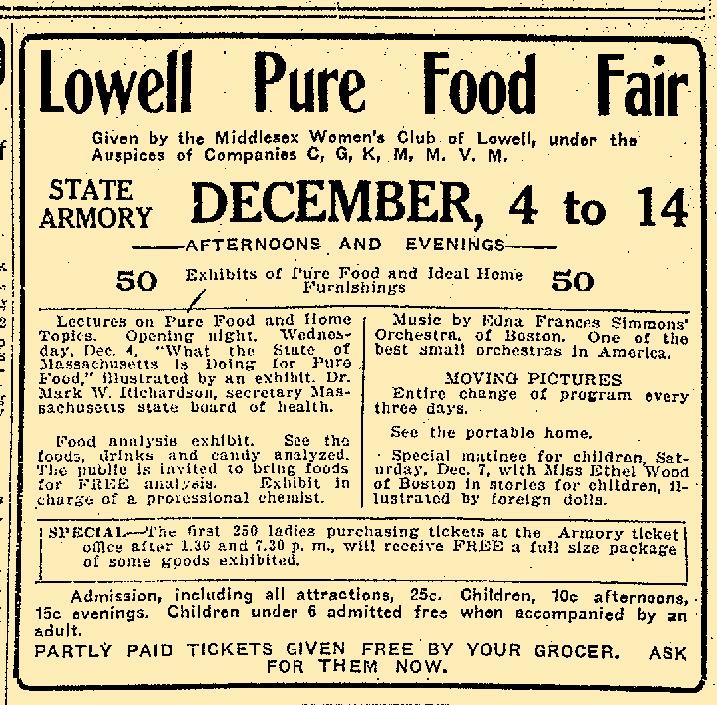 Lowell Pure Food Fair
Given by the Middlesex Women's Club of Lowell, under the
Auspices of Companies C, G, K, M, M. V. M.
STATE
ARMORY
DECEMBER, 4 to 14
AFTERNOONS AND EVENINGS
50 Exhibits of Pure Food and Ideal Home 50
Furnishings
Lectures on Pure Food and Home
Topics. Opening night. Wednes-
day, Dec. 4, "What the State of
Massachusetts is Doing for Pure
Food," illustrated by an exhibit. Dr.
Mark W. Richardson, secretary Mas-
sachusetts state board of health.
Food analysis exhibit. See the
foods, drinks and candy analyzed.
The public is invited to bring foods
for FREE analysis. Exhibit in
charge of a professional chemist.
Music by Edna Frances Simmons'
Orchestra, of Boston. One of the
best small orchestras in America.
MOVING PICTURES
Entire change of program every
three days.
See the portable home.
Special matinee for children, Sat-
urday, Dec. 7, with Miss Ethel Wood
of Boston in stories for children, il-
lustrated by foreign dolls.
SPECIAL—The first 250 ladies purchasing tickets at the Armory ticket
office after 1.30 and 7.30 p. m., will receive FREE a full size package
of some goods exhibited.
Admission, including all attractions, 25c. Children, 10c afternoons,
15c evenings. Children under 6 admitted free when accompanied by an
adult.
PARTLY PAID TICKETS GIVEN FREE BY YOUR GROCER. ASK
FOR THEM NOW.